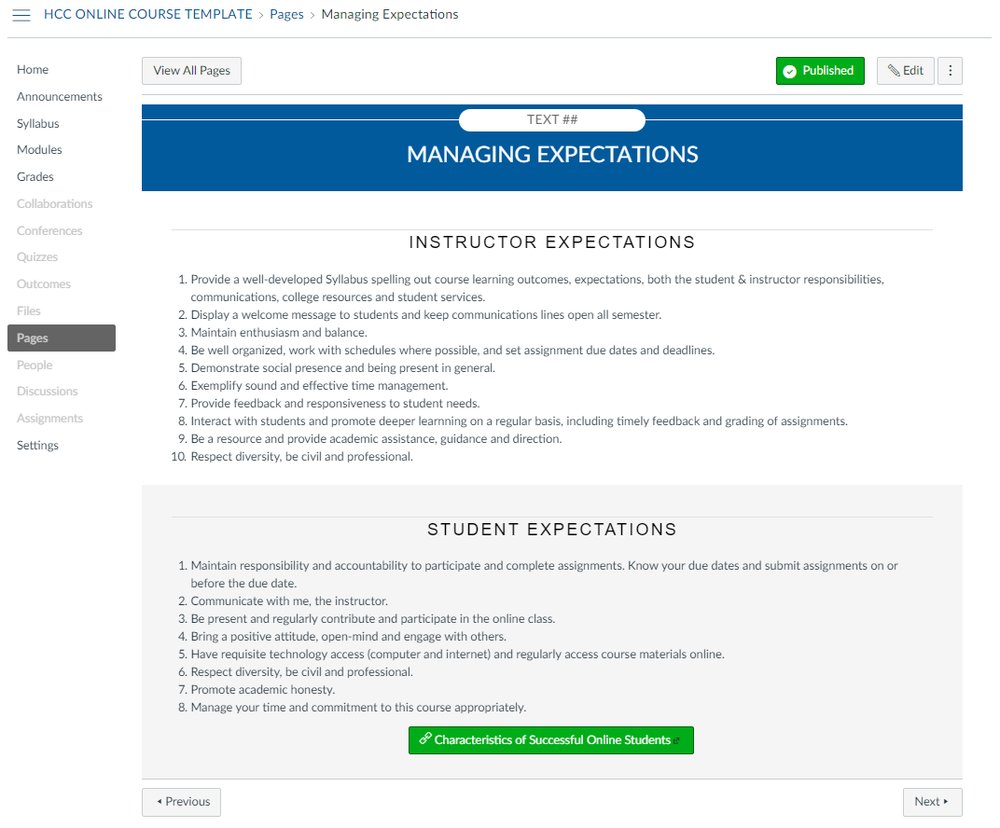 HCC ONLINE COURSE TEMPLATE > Pages > Managing Expectations
Home
Announcements
Syllabus
Modules
Grades
Collaborations
Conferences
Quizzes
Outcomes
Files
Pages
People
Discussions
Assignments
Settings
View All Pages
Published
Edit
TEXT ##
MANAGING EXPECTATIONS
INSTRUCTOR EXPECTATIONS
1. Provide a well-developed Syllabus spelling out course learning outcomes, expectations, both the student & instructor responsibilities,
communications, college resources and student services.
2. Display a welcome message to students and keep communications lines open all semester.
3. Maintain enthusiasm and balance.
4. Be well organized, work with schedules where possible, and set assignment due dates and deadlines.
5. Demonstrate social presence and being present in general.
6. Exemplify sound and effective time management.
7. Provide feedback and responsiveness to student needs.
8. Interact with students and promote deeper learnning on a regular basis, including timely feedback and grading of assignments.
9. Be a resource and provide academic assistance, guidance and direction.
10. Respect diversity, be civil and professional.
STUDENT EXPECTATIONS
1. Maintain responsibility and accountability to participate and complete assignments. Know your due dates and submit assignments on or
before the due date.
2. Communicate with me, the instructor.
3. Be present and regularly contribute and participate in the online class.
4. Bring a positive attitude, open-mind and engage with others.
5. Have requisite technology access (computer and internet) and regularly access course materials online.
6. Respect diversity, be civil and professional.
7. Promote academic honesty.
8. Manage your time and commitment to this course appropriately.
Characteristics of Successful Online Students
Previous
Next